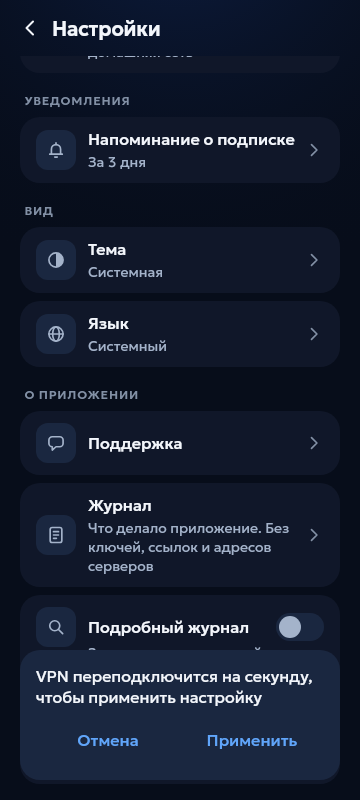 Настройки
УВЕДОМЛЕНИЯ
Напоминание о подписке
За 3 дня
ВИД
Тема
Системная
Язык
Системный
О ПРИЛОЖЕНИИ
Поддержка
Журнал
Что делало приложение. Без
ключей, ссылок и адресов
серверов
Подробный журнал
VPN переподключится на секунду,
чтобы применить настройку
Отмена
Применить